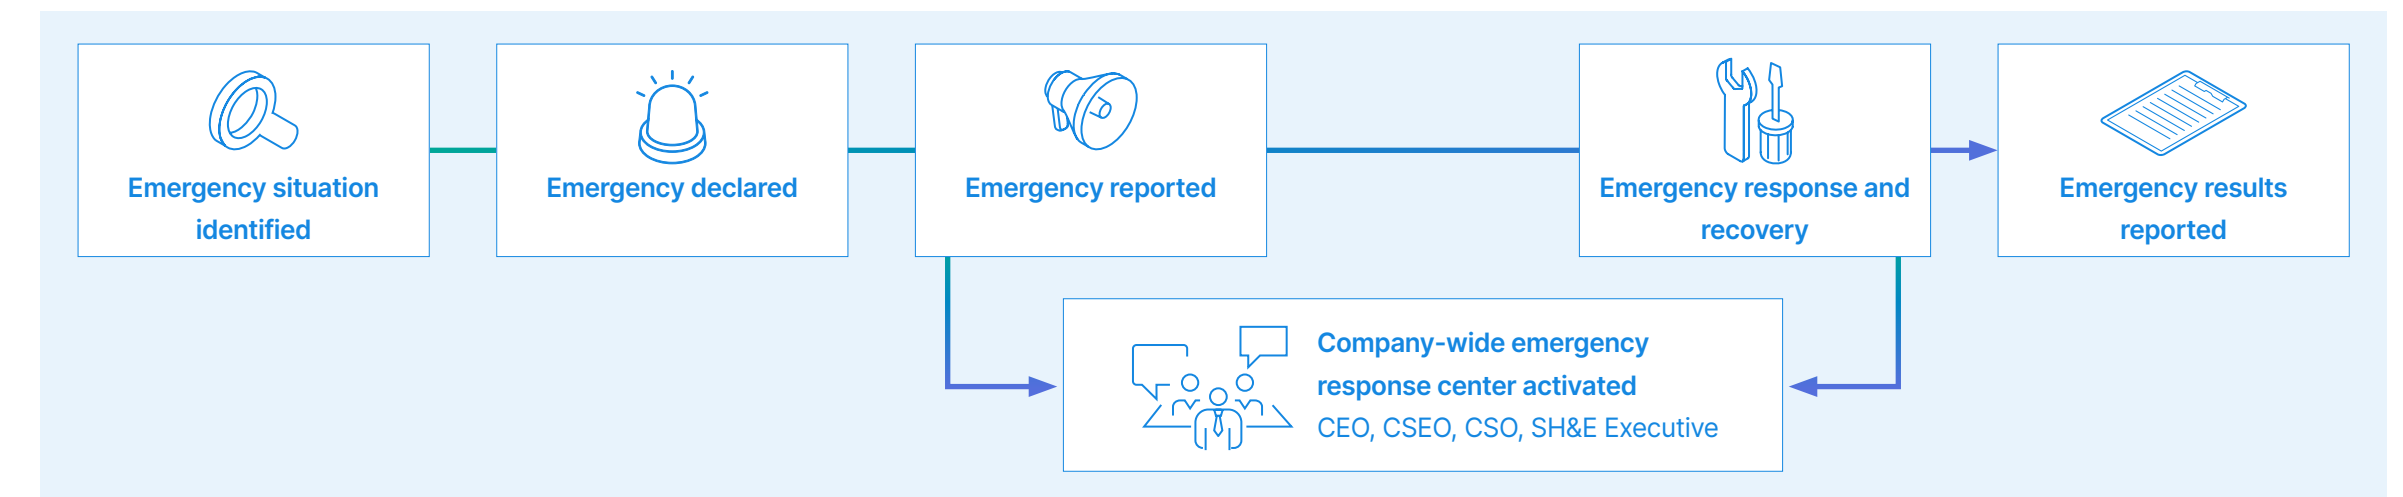 Emergency situation
identified
Emergency declared
Emergency reported
Emergency response and
recovery
Emergency results
reported
Company-wide emergency
response center activated
CEO, CSEO, CSO, SH&E Executive